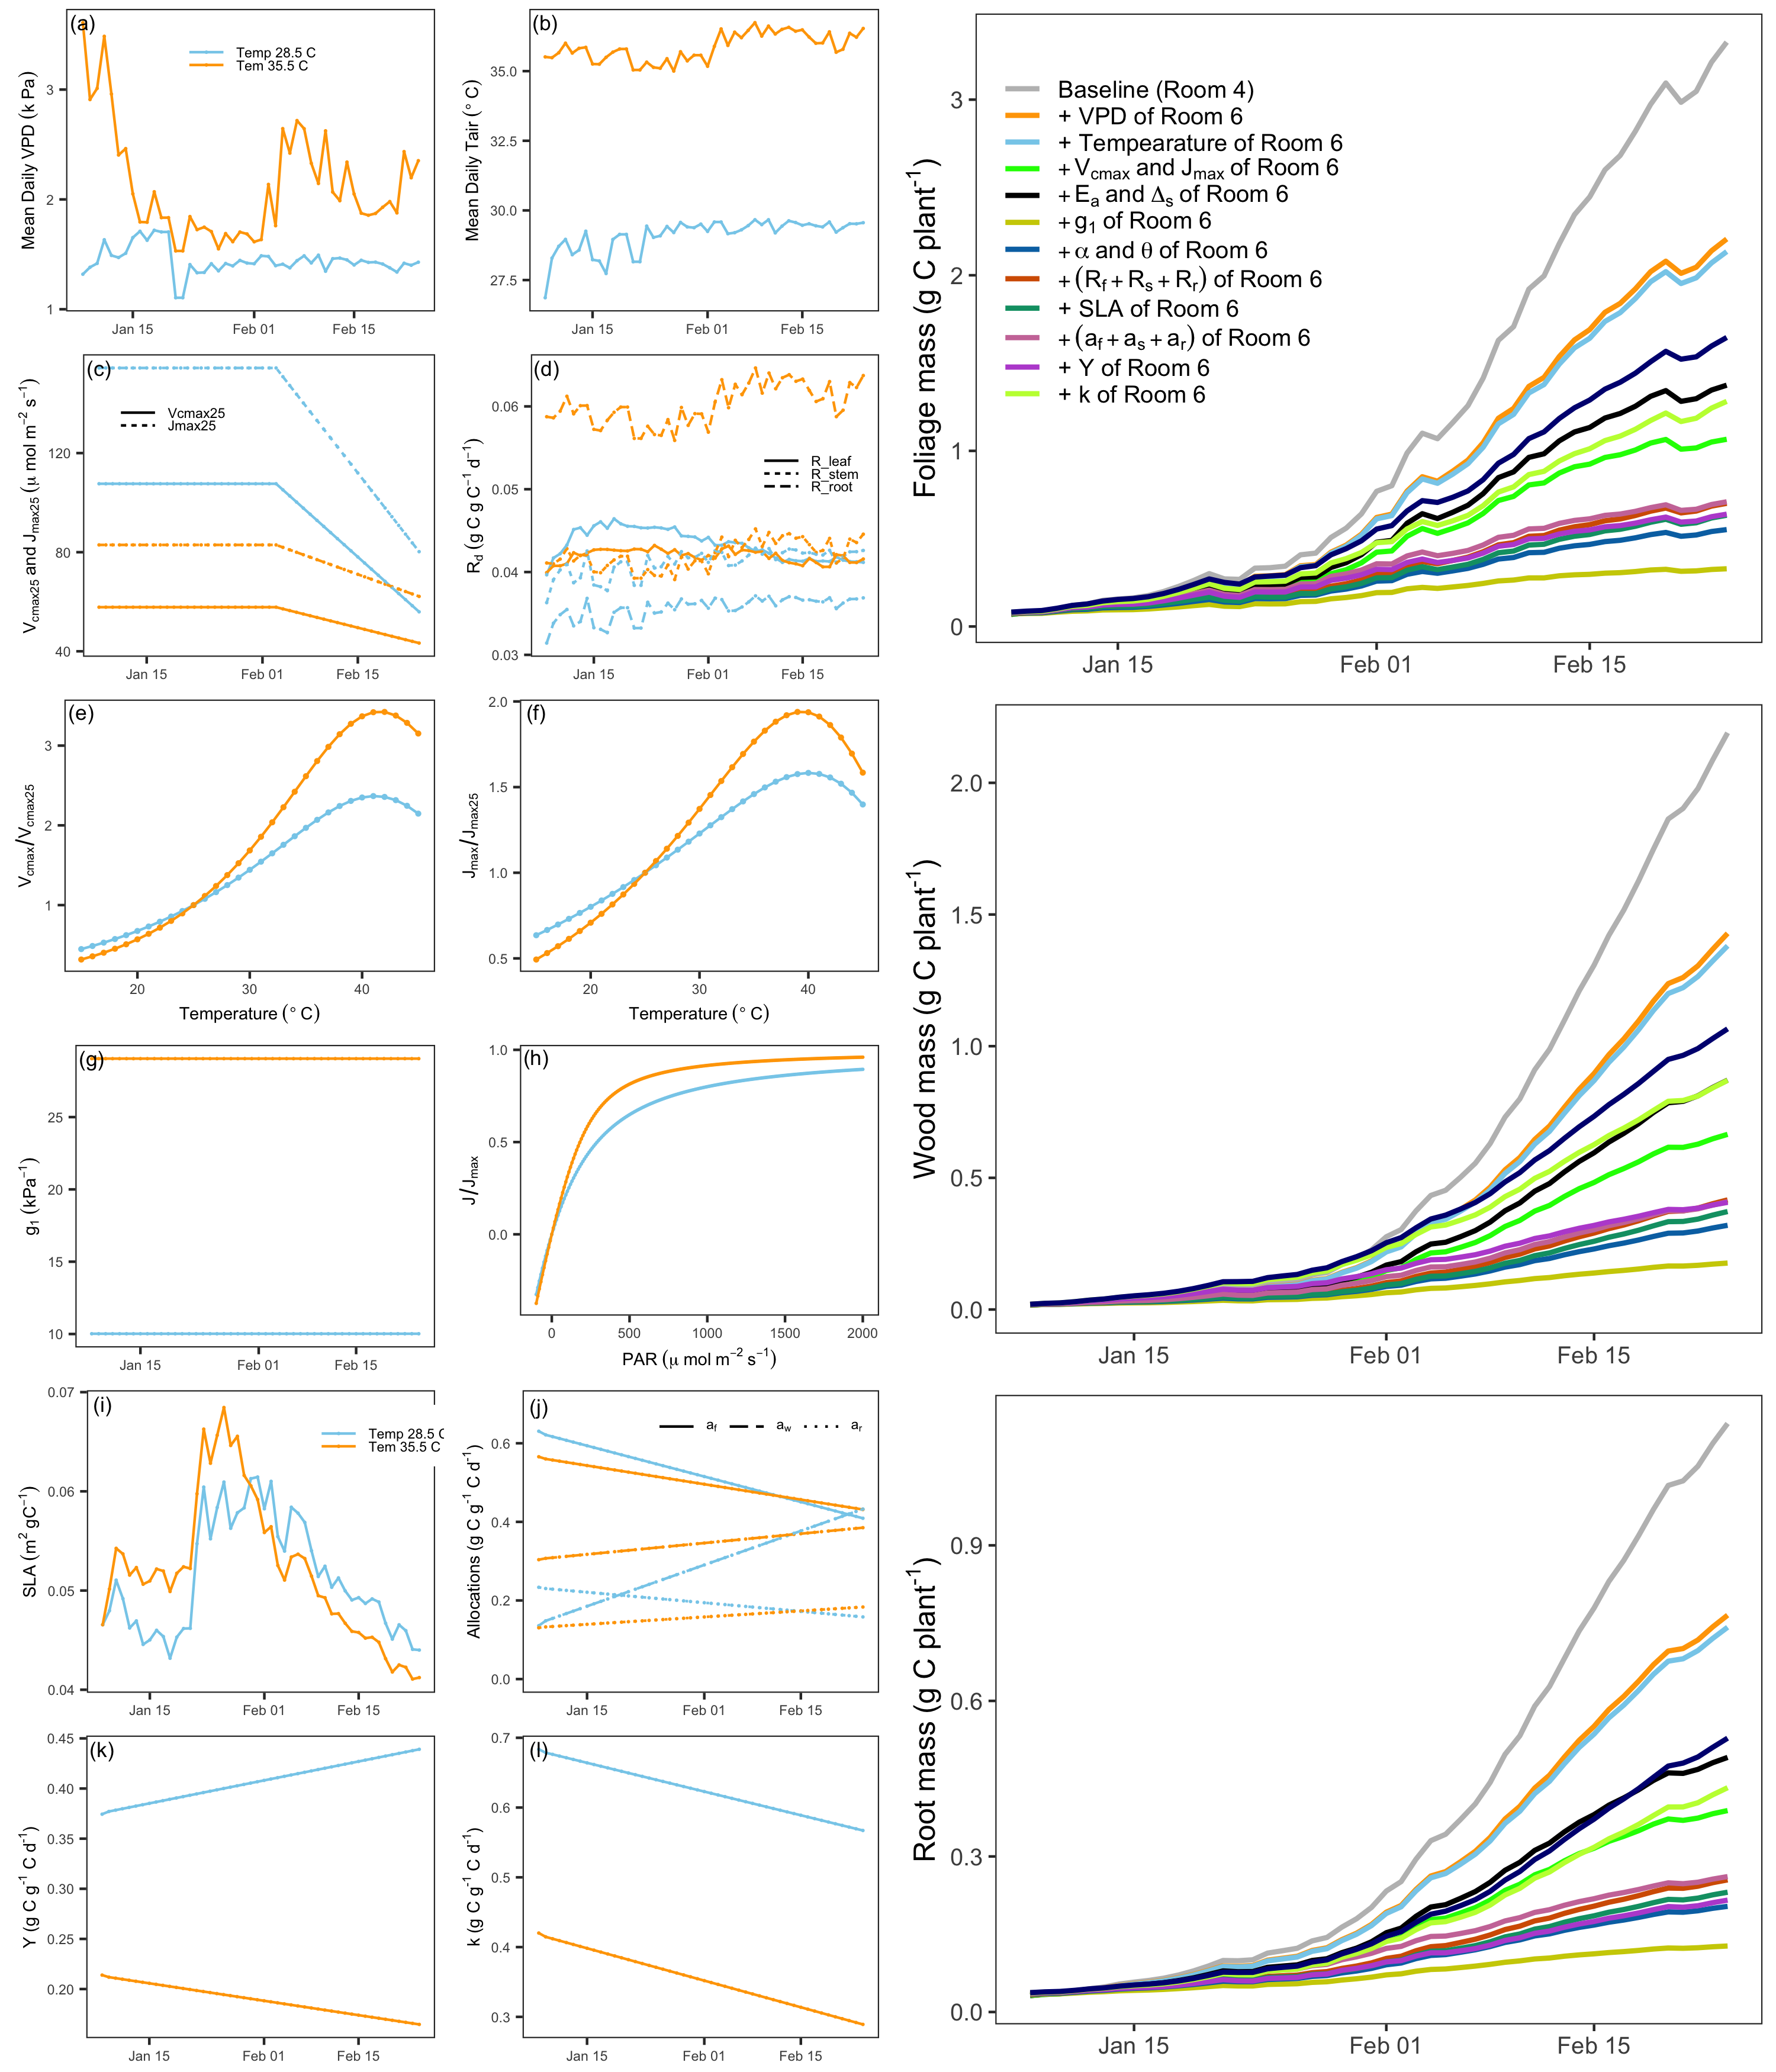 (a)
Temp 28.5 C
Tem 35.5 C
Mean Daily VPD (k Pa)
3
2
1
Jan 15 Feb 01 Feb 15
(b)
Mean Daily Tair (° C)
35.0
32.5
30.0
27.5
Jan 15 Feb 01 Feb 15
(c)
Vcmax25
Jmax25
Vcmax25 and Jmax25 (μ mol m−2 s−1)
120
80
40
Jan 15 Feb 01 Feb 15
(d)
R_leaf
R_stem
R_root
Rd (g C g C−1 d−1)
0.06
0.05
0.04
0.03
Jan 15 Feb 01 Feb 15
(e)
Vcmax/Vcmax25
3
2
1
20 30 40
Temperature (° C)
(f)
Jmax/Jmax25
2.0
1.5
1.0
0.5
20 30 40
Temperature (° C)
(g)
g1 (kPa−1)
25
20
15
10
Jan 15 Feb 01 Feb 15
(h)
J/Jmax
1.0
0.5
0.0
0 500 1000 1500 2000
PAR (μ mol m−2 s−1)
(i)
Temp 28.5 C
Tem 35.5 C
SLA (m2 gC−1)
0.07
0.06
0.05
0.04
Jan 15 Feb 01 Feb 15
(j)
af aw ar
Allocations (g C g-1 C d-1)
0.6
0.4
0.2
0.0
Jan 15 Feb 01 Feb 15
(k)
Y (g C g-1 C d-1)
0.45
0.40
0.35
0.30
0.25
0.20
Jan 15 Feb 01 Feb 15
(l)
k (g C g-1 C d-1)
0.7
0.6
0.5
0.4
0.3
Jan 15 Feb 01 Feb 15
Foliage mass (g C plant-1)
3
2
1
0
Baseline (Room 4)
+ VPD of Room 6
+ Tempearature of Room 6
+ Vcmax and Jmax of Room 6
+ Ea and Δs of Room 6
+ g1 of Room 6
+ α and θ of Room 6
+ (Rf + Rs + Rr) of Room 6
+ SLA of Room 6
+ (af + as + ar) of Room 6
+ Y of Room 6
+ k of Room 6
Jan 15 Feb 01 Feb 15
Wood mass (g C plant-1)
2.0
1.5
1.0
0.5
0.0
Jan 15 Feb 01 Feb 15
Root mass (g C plant-1)
0.9
0.6
0.3
0.0
Jan 15 Feb 01 Feb 15